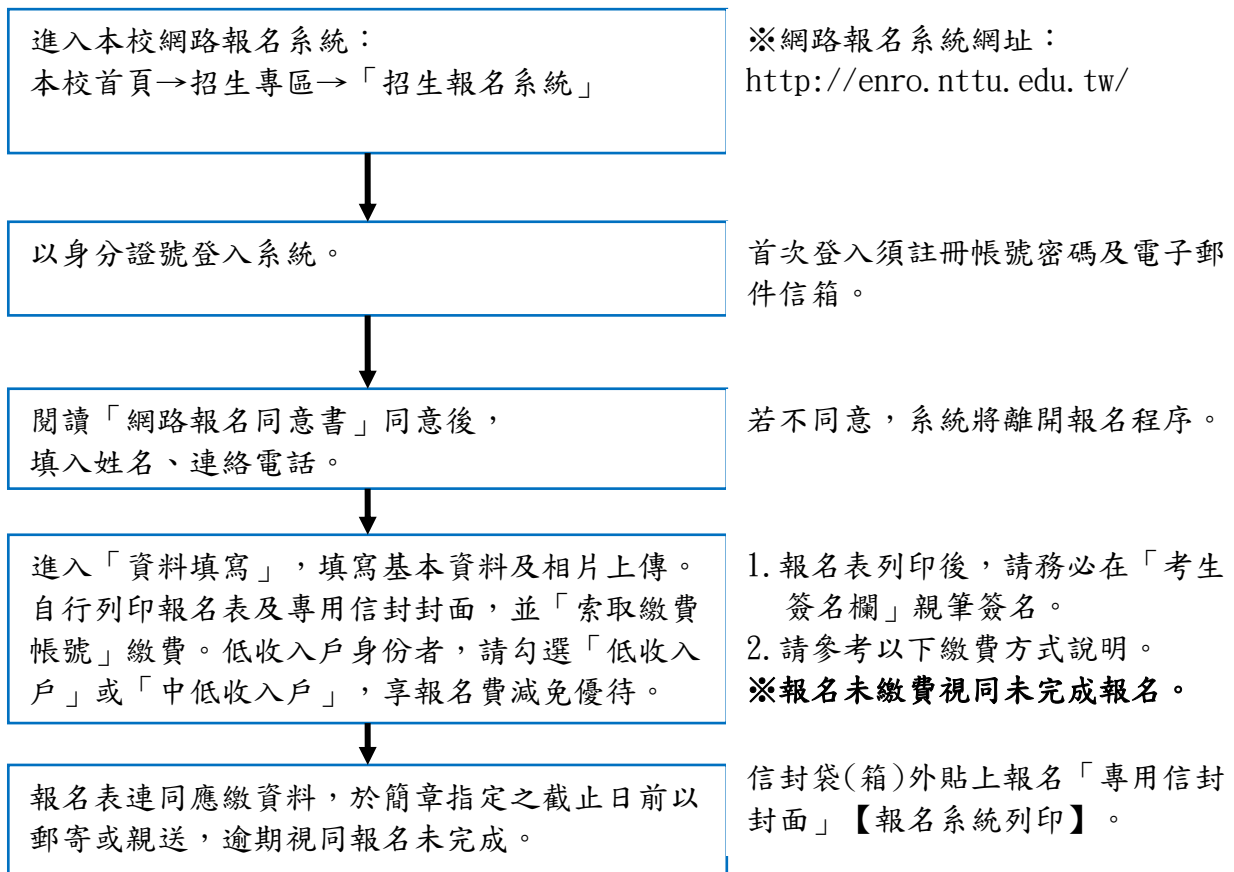 進入本校網路報名系統：
本校首頁→招生專區→「招生報名系統」
※網路報名系統網址：
http://enro.nttu.edu.tw/
以身分證號登入系統。
首次登入須註冊帳號密碼及電子郵
件信箱。
閱讀「網路報名同意書」同意後，
填入姓名、連絡電話。
若不同意，系統將離開報名程序。
進入「資料填寫」，填寫基本資料及相片上傳。
自行列印報名表及專用信封封面，並「索取繳費
帳號」繳費。低收入戶身份者，請勾選「低收入
戶」或「中低收入戶」，享報名費減免優待。
1.報名表列印後，請務必在「考生
簽名欄」親筆簽名。
2.請參考以下繳費方式說明。
※報名未繳費視同未完成報名。
報名表連同應繳資料，於簡章指定之截止日前以
郵寄或親送，逾期視同報名未完成。
信封袋(箱)外貼上報名「專用信封
封面」【報名系統列印】。